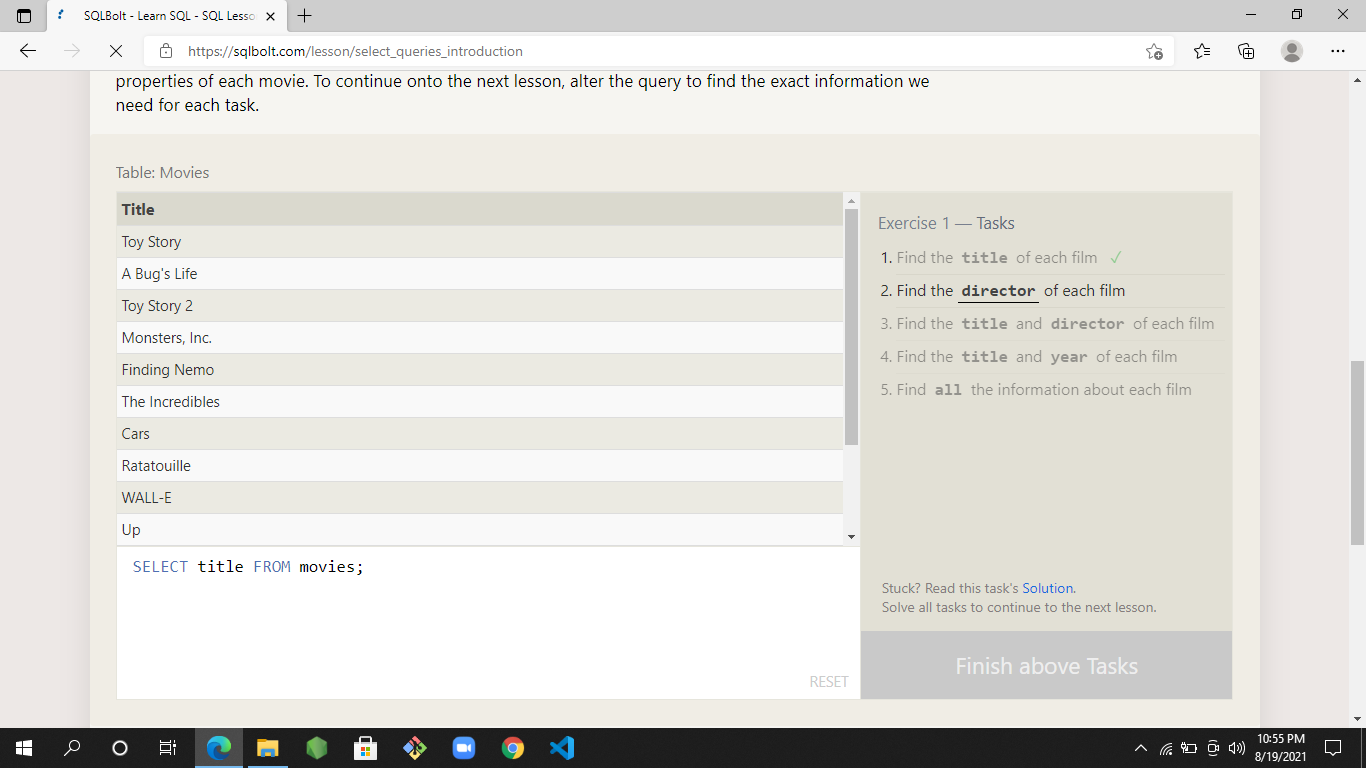 SQLBolt - Learn SQL - SQL Lesso
https://sqlbolt.com/lesson/select_queries_introduction
properties of each movie. To continue onto the next lesson, alter the query to find the exact information we
need for each task.
Table: Movies
Title
Toy Story
A Bug's Life
Toy Story 2
Monsters, Inc.
Finding Nemo
The Incredibles
Cars
Ratatouille
WALL-E
Up
SELECT title FROM movies;
RESET
Exercise 1 — Tasks
1. Find the title of each film ✓
2. Find the director of each film
3. Find the title and director of each film
4. Find the title and year of each film
5. Find all the information about each film
Stuck? Read this task's Solution.
Solve all tasks to continue to the next lesson.
Finish above Tasks
10:55 PM
8/19/2021